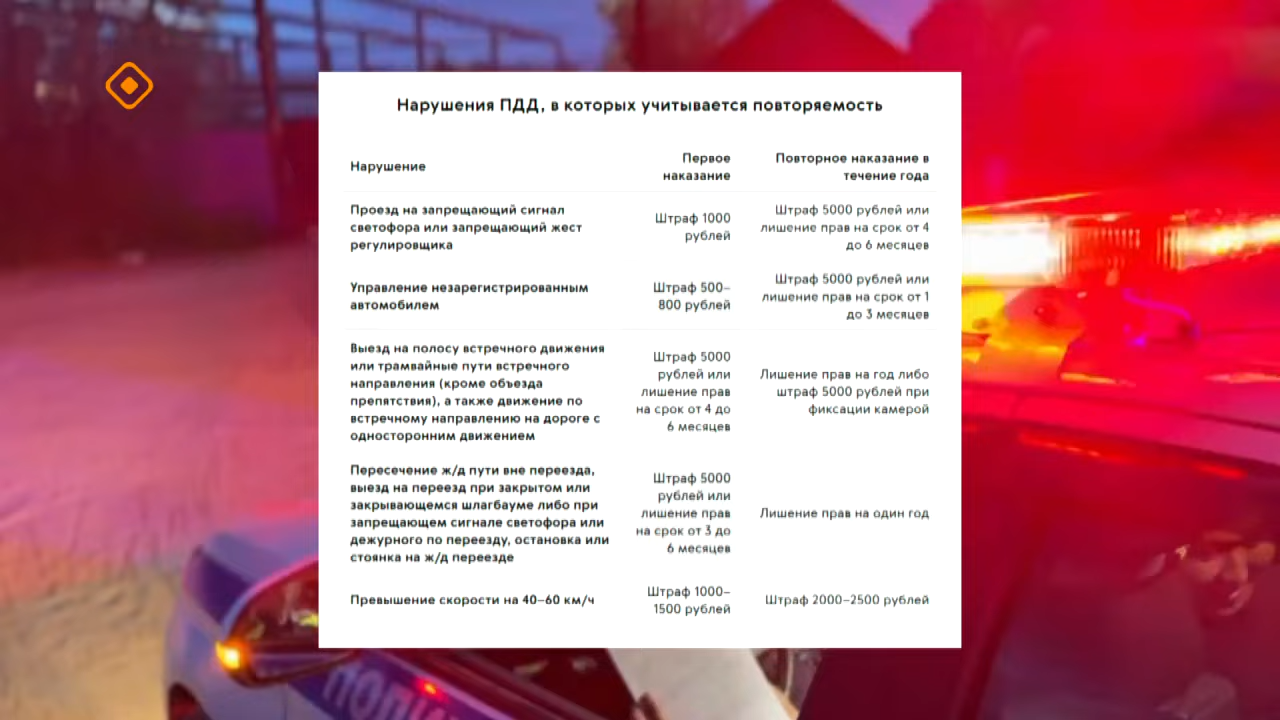 Нарушения ПДД, в которых учитывается повторяемость
Нарушение
Первое
наказание
Повторное наказание в
течение года
Проезд на запрещающий сигнал
светофора или запрещающий жест
регулировщика
Штраф 1000
рублей
Штраф 5000 рублей или
лишение прав на срок от 4
до 6 месяцев
Управление незарегистрированным
автомобилем
Штраф 500–
800 рублей
Штраф 5000 рублей или
лишение прав на срок от 1
до 3 месяцев
Выезд на полосу встречного движения
или трамвайные пути встречного
направления (кроме объезда
препятствия), а также движение по
встречному направлению на дороге с
односторонним движением
Штраф 5000
рублей или
лишение прав
на срок от 4 до
6 месяцев
Лишение прав на год либо
штраф 5000 рублей при
фиксации камерой
Пересечение ж/д пути вне переезда,
выезд на переезд при закрытом или
закрывающемся шлагбауме либо при
запрещающем сигнале светофора или
дежурного по переезду, остановка или
стоянка на ж/д переезде
Штраф 5000
рублей или
лишение прав
на срок от 3 до
6 месяцев
Лишение прав на один год
Превышение скорости на 40–60 км/ч
Штраф 1000–
1500 рублей
Штраф 2000–2500 рублей